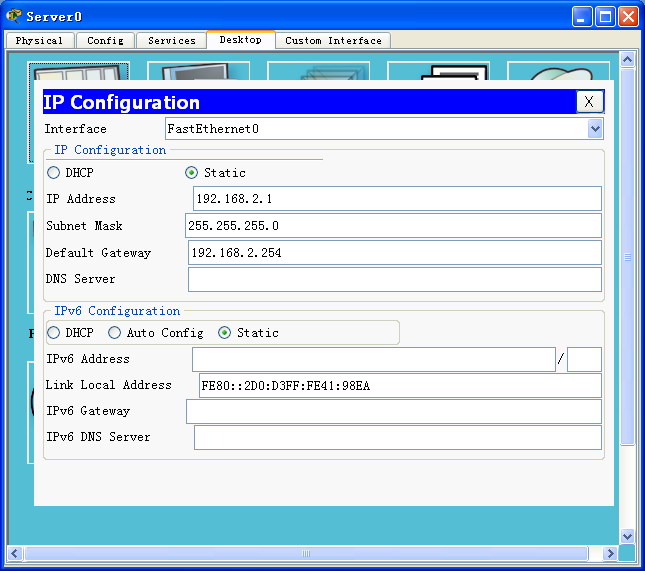 Server0
Physical Config Services Desktop Custom Interface
IP Configuration X
Interface FastEthernet0
IP Configuration
DHCP Static
IP Address 192.168.2.1
Subnet Mask 255.255.255.0
Default Gateway 192.168.2.254
DNS Server
IPv6 Configuration
DHCP Auto Config Static
IPv6 Address /
Link Local Address FE80::2D0:D3FF:FE41:98EA
IPv6 Gateway
IPv6 DNS Server